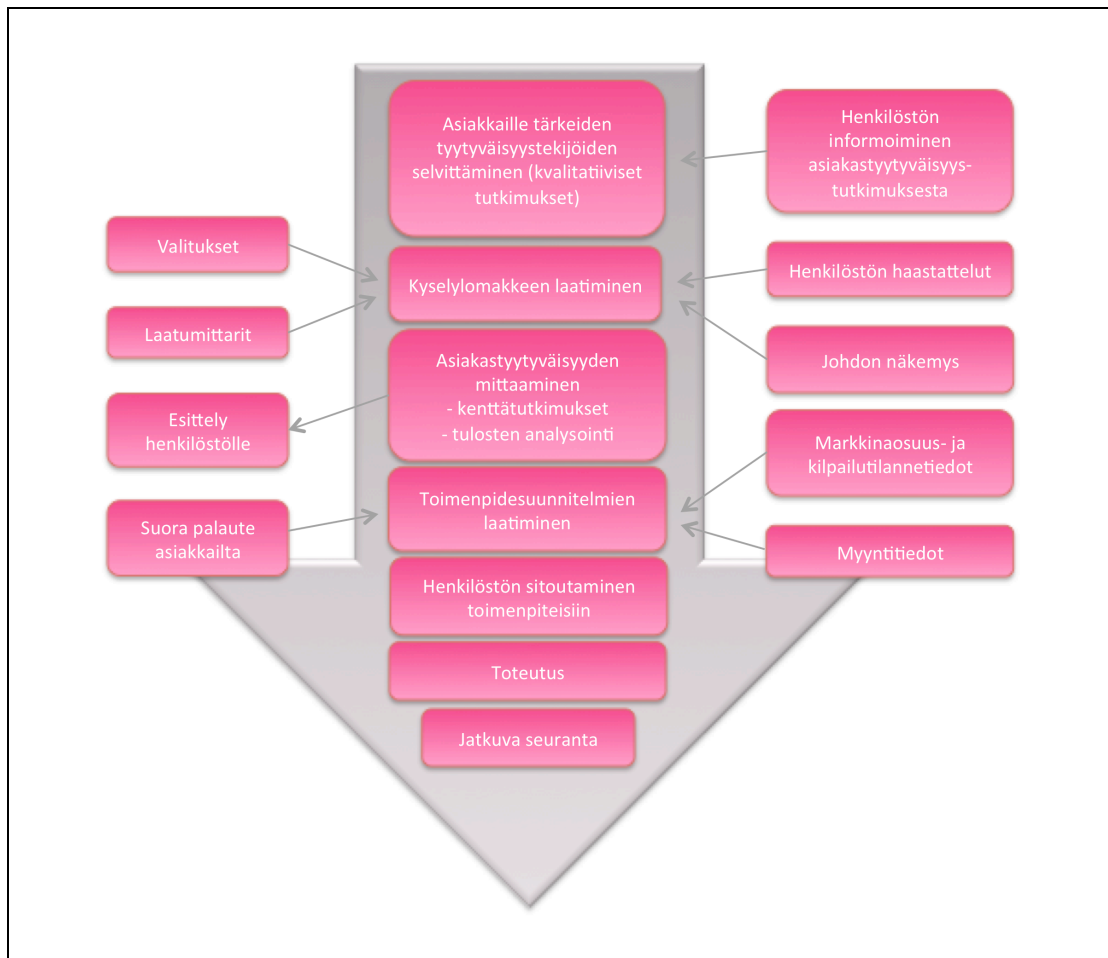 Asiakkaille tärkeiden
tyytyväisyystekijöiden
selvittäminen (kvalitatiiviset
tutkimukset)
Henkilöstön
informoiminen
asiakastyytyväisyys-
tutkimuksesta
Valitukset
Kyselylomakkeen laatiminen
Henkilöstön haastattelut
Laatumittarit
Johdon näkemys
Asiakastyytyväisyyden
mittaaminen
- kenttätutkimukset
- tulosten analysointi
Esittely
henkilöstölle
Markkinaosuus- ja
kilpailutilannetiedot
Toimenpidesuunnitelmien
laatiminen
Suora palaute
asiakkailta
Myyntitiedot
Henkilöstön sitoutaminen
toimenpiteisiin
Toteutus
Jatkuva seuranta